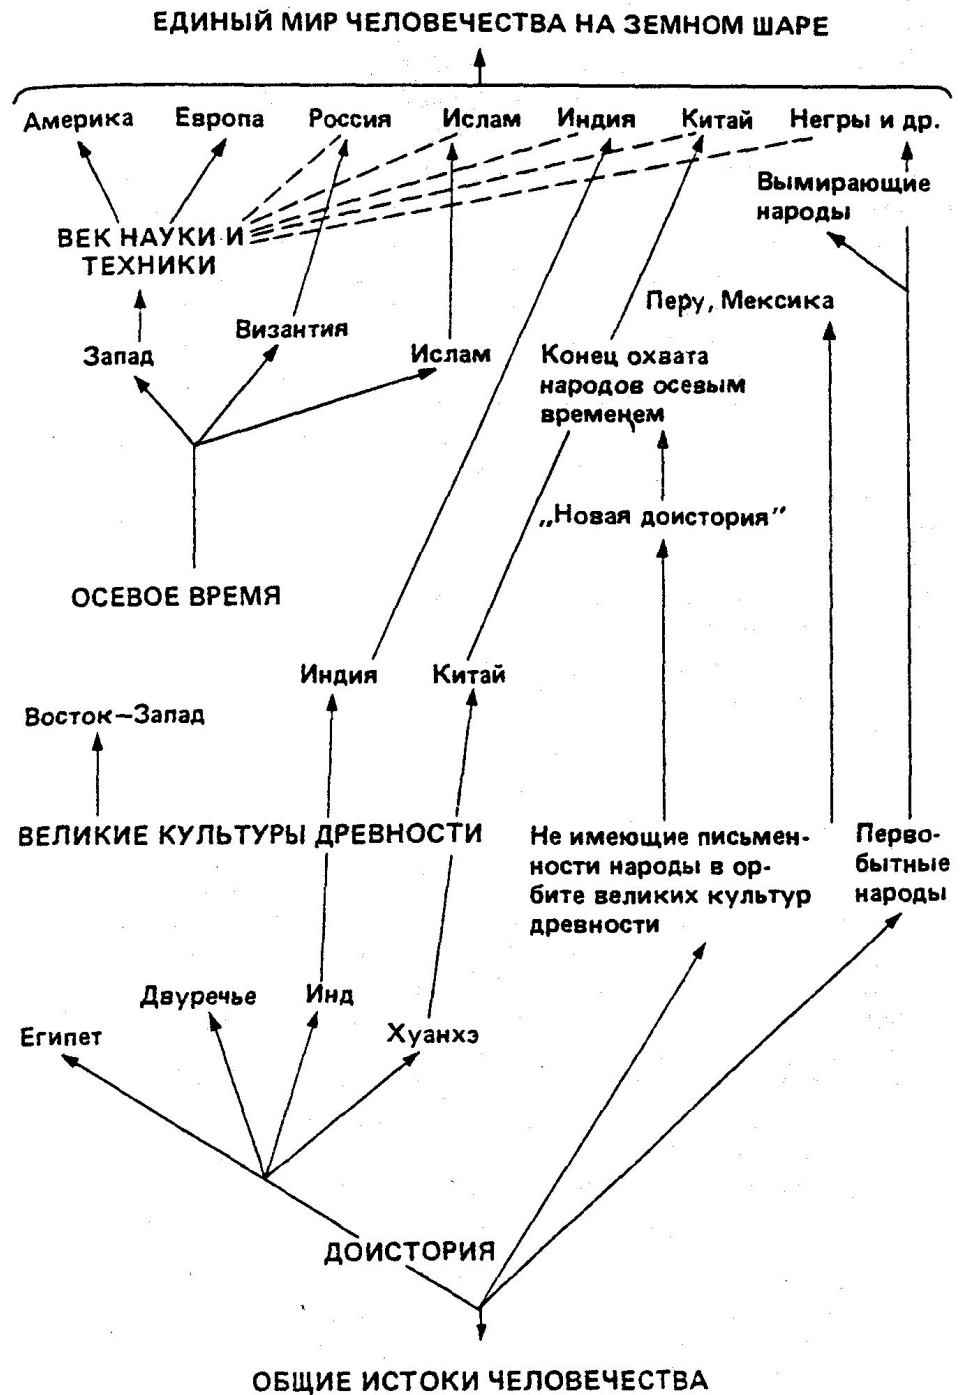 ЕДИНЫЙ МИР ЧЕЛОВЕЧЕСТВА НА ЗЕМНОМ ШАРЕ
Америка Европа Россия Ислам Индия Китай Негры и др.
Вымирающие
народы
ВЕК НАУКИ И
ТЕХНИКИ
Перу, Мексика
Византия
Запад
Ислам
Конец охвата
народов осевым
временем
„Новая доистория”
ОСЕВОЕ ВРЕМЯ
Индия
Китай
Восток—Запад
ВЕЛИКИЕ КУЛЬТУРЫ ДРЕВНОСТИ
Не имеющие письмен-
ности народы в ор-
бите великих культур
древности
Перво-
бытные
народы
Двуречье
Инд
Египет
Хуанхэ
ДОИСТОРИЯ
ОБЩИЕ ИСТОКИ ЧЕЛОВЕЧЕСТВА